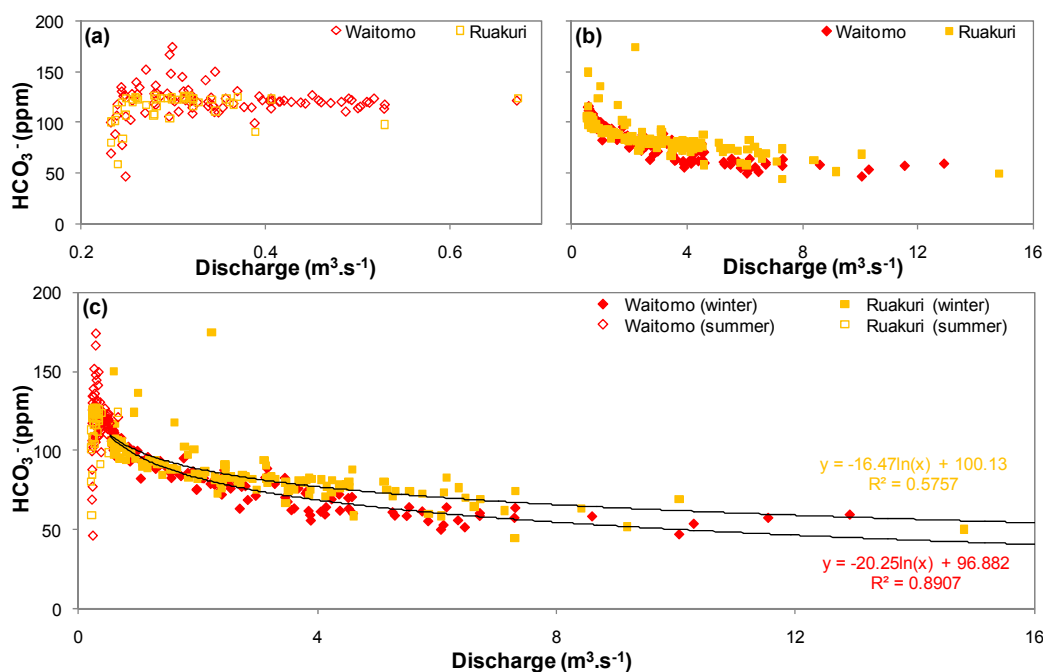 200
(a)
Waitomo
Ruakuri
150
100
50
0
HCO₃⁻ (ppm)
0.2
0.4
0.6
Discharge (m³.s⁻¹)
(b)
Waitomo
Ruakuri
0
4
8
12
16
Discharge (m³.s⁻¹)
200
(c)
Waitomo (winter)
Ruakuri (winter)
Waitomo (summer)
Ruakuri (summer)
150
100
50
0
HCO₃⁻ (ppm)
y = -16.47ln(x) + 100.13
R² = 0.5757
y = -20.25ln(x) + 96.882
R² = 0.8907
0
4
8
12
16
Discharge (m³.s⁻¹)